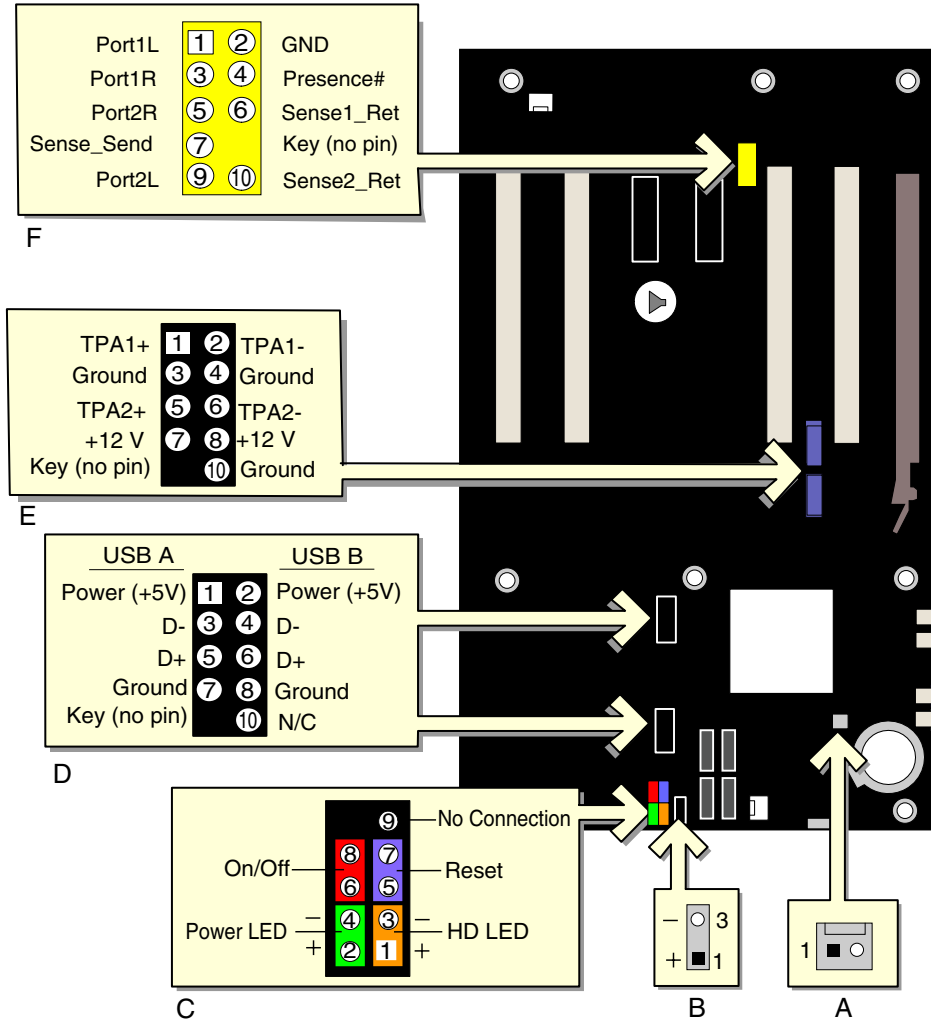 Port1L 1 2 GND
Port1R 3 4 Presence#
Port2R 5 6 Sense1_Ret
Sense_Send 7 Key (no pin)
Port2L 9 10 Sense2_Ret
F
TPA1+ 1 2 TPA1-
Ground 3 4 Ground
TPA2+ 5 6 TPA2-
+12 V 7 8 +12 V
Key (no pin) 10 Ground
E
USB A USB B
Power (+5V) 1 2 Power (+5V)
D- 3 4 D-
D+ 5 6 D+
Ground 7 8 Ground
Key (no pin) 10 N/C
D
9 No Connection
On/Off 8 7 Reset
6 5
Power LED − 4 3 − HD LED
+ 2 1 +
C
− 3
+ 1
B
1
A